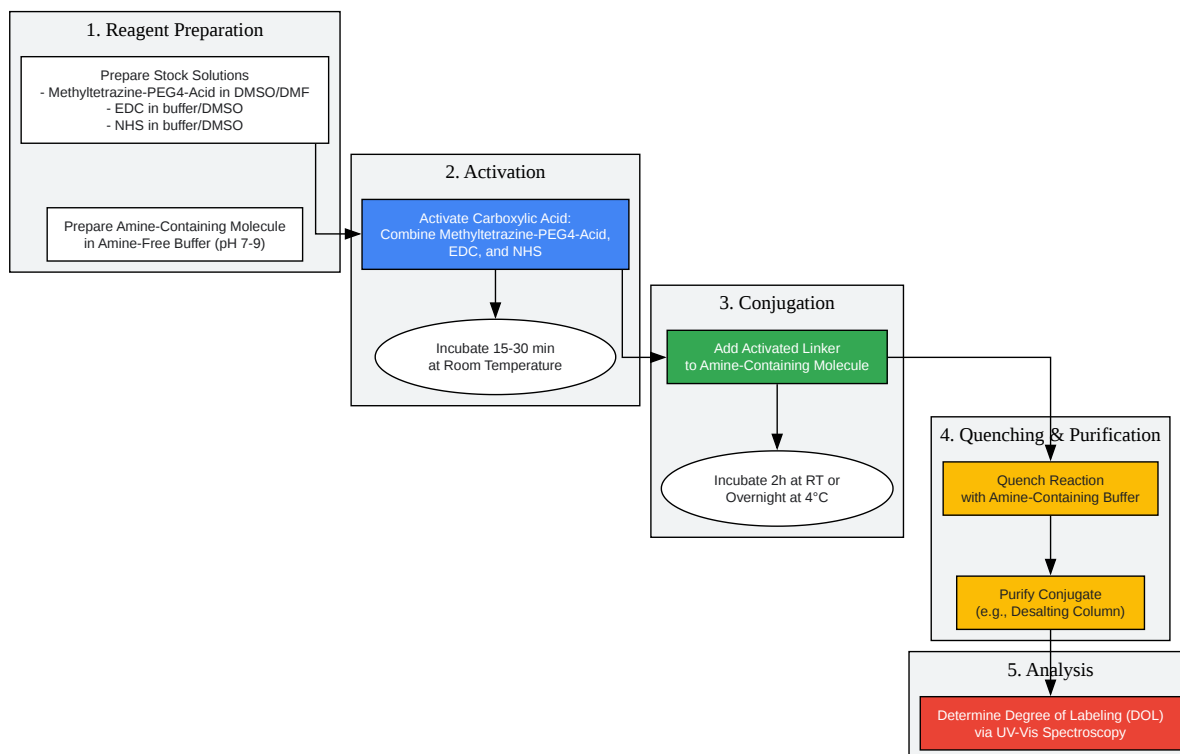 1. Reagent Preparation
Prepare Stock Solutions
- Methyltetrazine-PEG4-Acid in DMSO/DMF
- EDC in buffer/DMSO
- NHS in buffer/DMSO
Prepare Amine-Containing Molecule
in Amine-Free Buffer (pH 7-9)
2. Activation
Activate Carboxylic Acid:
Combine Methyltetrazine-PEG4-Acid,
EDC, and NHS
Incubate 15-30 min
at Room Temperature
3. Conjugation
Add Activated Linker
to Amine-Containing Molecule
Incubate 2h at RT or
Overnight at 4°C
4. Quenching & Purification
Quench Reaction
with Amine-Containing Buffer
Purify Conjugate
(e.g., Desalting Column)
5. Analysis
Determine Degree of Labeling (DOL)
via UV-Vis Spectroscopy